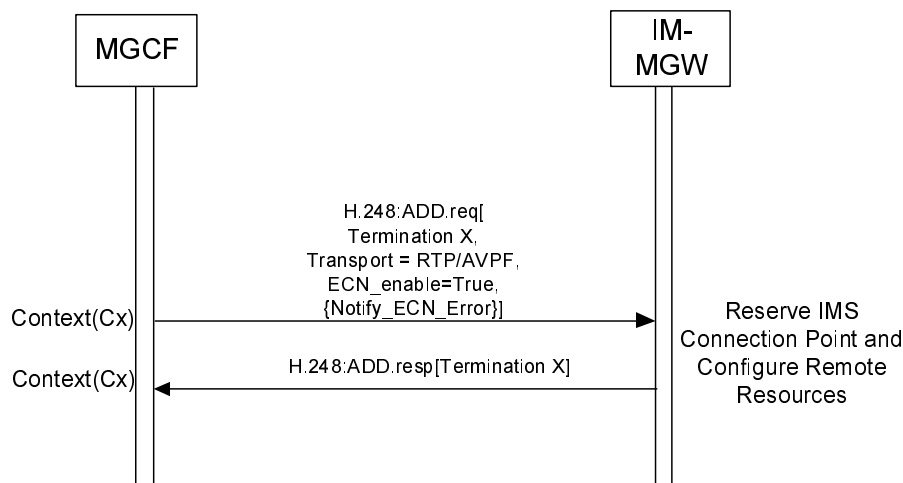 MGCF
IM-
MGW
H.248:ADD.req[
Termination X,
Transport = RTP/AVPF,
ECN_enable=True,
{Notify_ECN_Error}]
Context(Cx)
Reserve IMS
Connection Point and
Configure Remote
Resources
H.248:ADD.resp[Termination X]
Context(Cx)